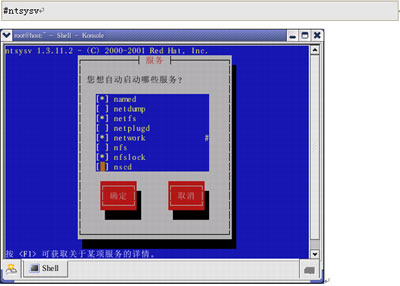 #ntsysv
root@host:~ - Shell - Konsole
ntsysv 1.3.11.2 - (C) 2000-2001 Red Hat, Inc.
服务
您想自动启动哪些服务？
[*] named
[ ] netdump
[*] netfs
[ ] netplugd
[*] network #
[ ] nfs
[*] nfslock
[ ] nscd
确定 取消
按 <F1> 可获取关于某项服务的详情。
Shell